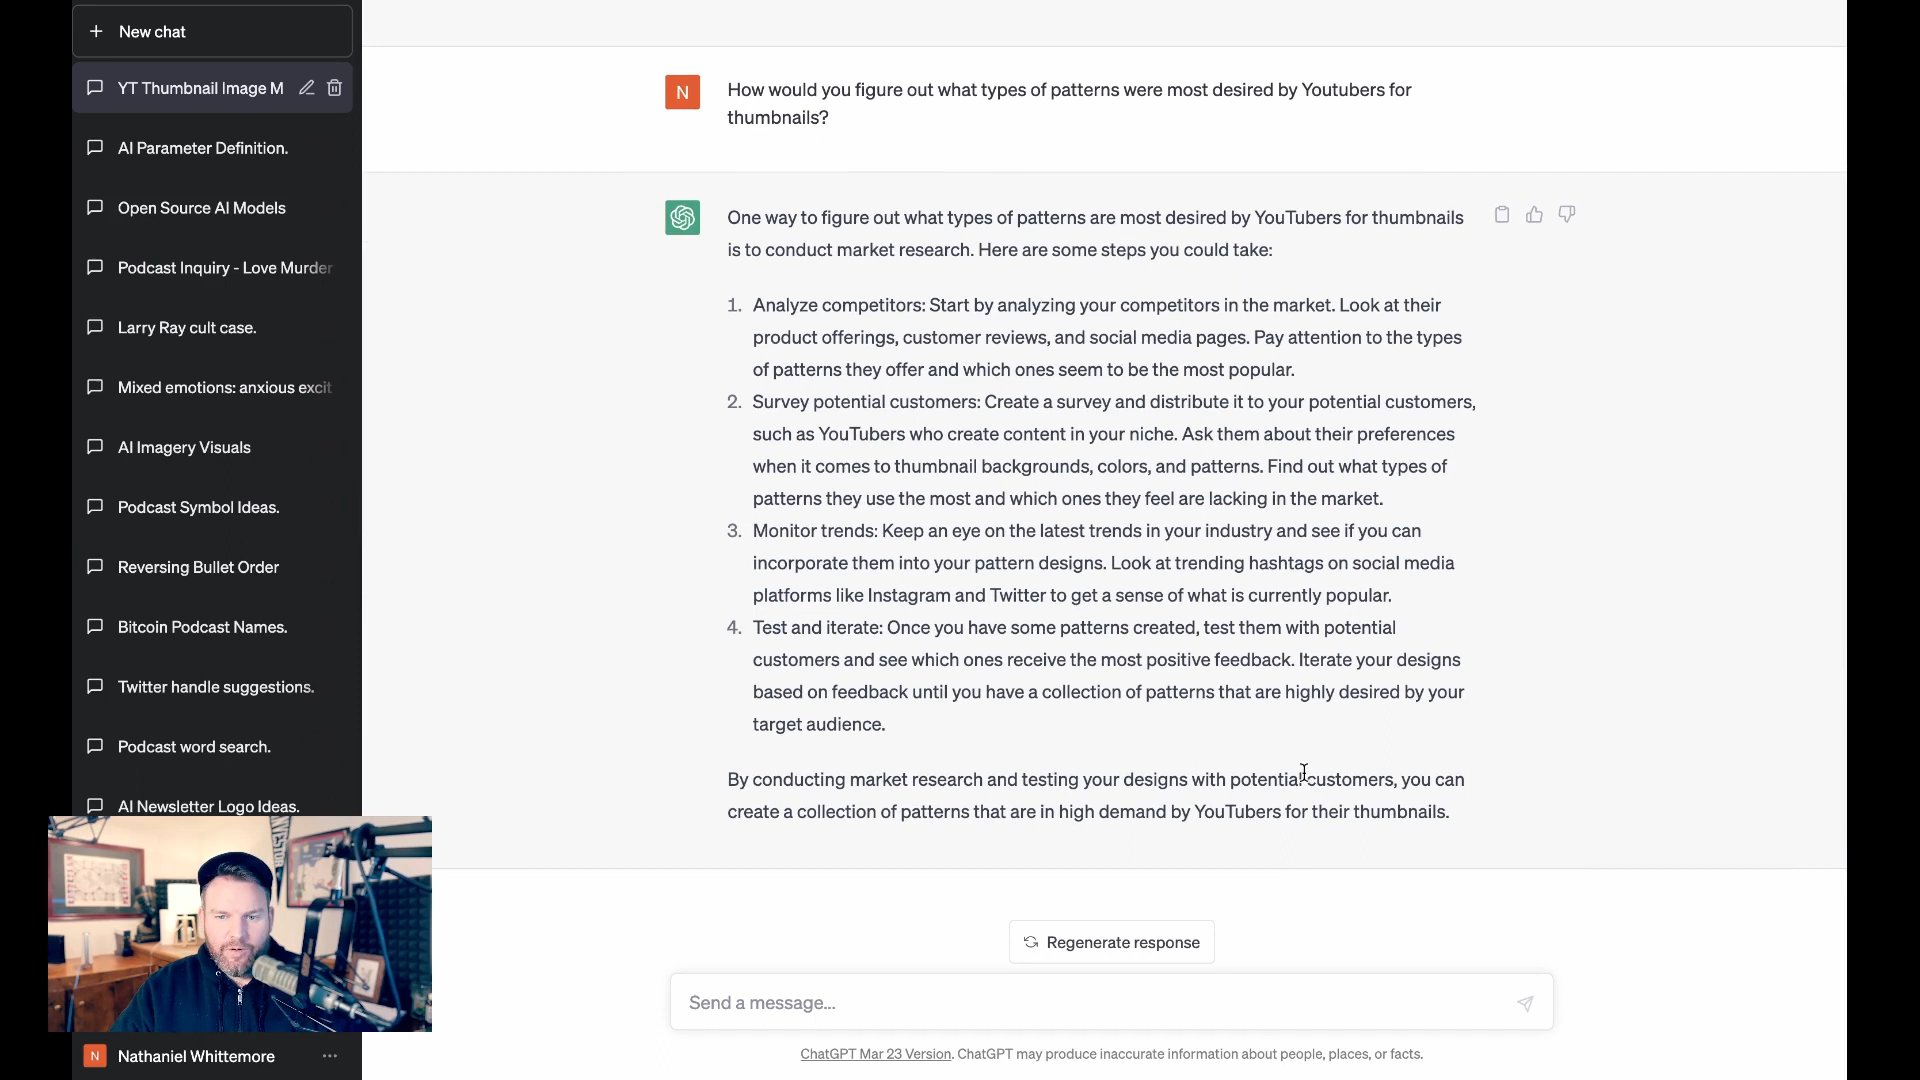 New chat
YT Thumbnail Image M
AI Parameter Definition.
Open Source AI Models
Podcast Inquiry - Love Murder
Larry Ray cult case.
Mixed emotions: anxious excit
AI Imagery Visuals
Podcast Symbol Ideas.
Reversing Bullet Order
Bitcoin Podcast Names.
Twitter handle suggestions.
Podcast word search.
AI Newsletter Logo Ideas.
N Nathaniel Whittemore
N
How would you figure out what types of patterns were most desired by Youtubers for
thumbnails?
One way to figure out what types of patterns are most desired by YouTubers for thumbnails
is to conduct market research. Here are some steps you could take:
1. Analyze competitors: Start by analyzing your competitors in the market. Look at their
product offerings, customer reviews, and social media pages. Pay attention to the types
of patterns they offer and which ones seem to be the most popular.
2. Survey potential customers: Create a survey and distribute it to your potential customers,
such as YouTubers who create content in your niche. Ask them about their preferences
when it comes to thumbnail backgrounds, colors, and patterns. Find out what types of
patterns they use the most and which ones they feel are lacking in the market.
3. Monitor trends: Keep an eye on the latest trends in your industry and see if you can
incorporate them into your pattern designs. Look at trending hashtags on social media
platforms like Instagram and Twitter to get a sense of what is currently popular.
4. Test and iterate: Once you have some patterns created, test them with potential
customers and see which ones receive the most positive feedback. Iterate your designs
based on feedback until you have a collection of patterns that are highly desired by your
target audience.
By conducting market research and testing your designs with potential customers, you can
create a collection of patterns that are in high demand by YouTubers for their thumbnails.
Regenerate response
Send a message...
ChatGPT Mar 23 Version. ChatGPT may produce inaccurate information about people, places, or facts.